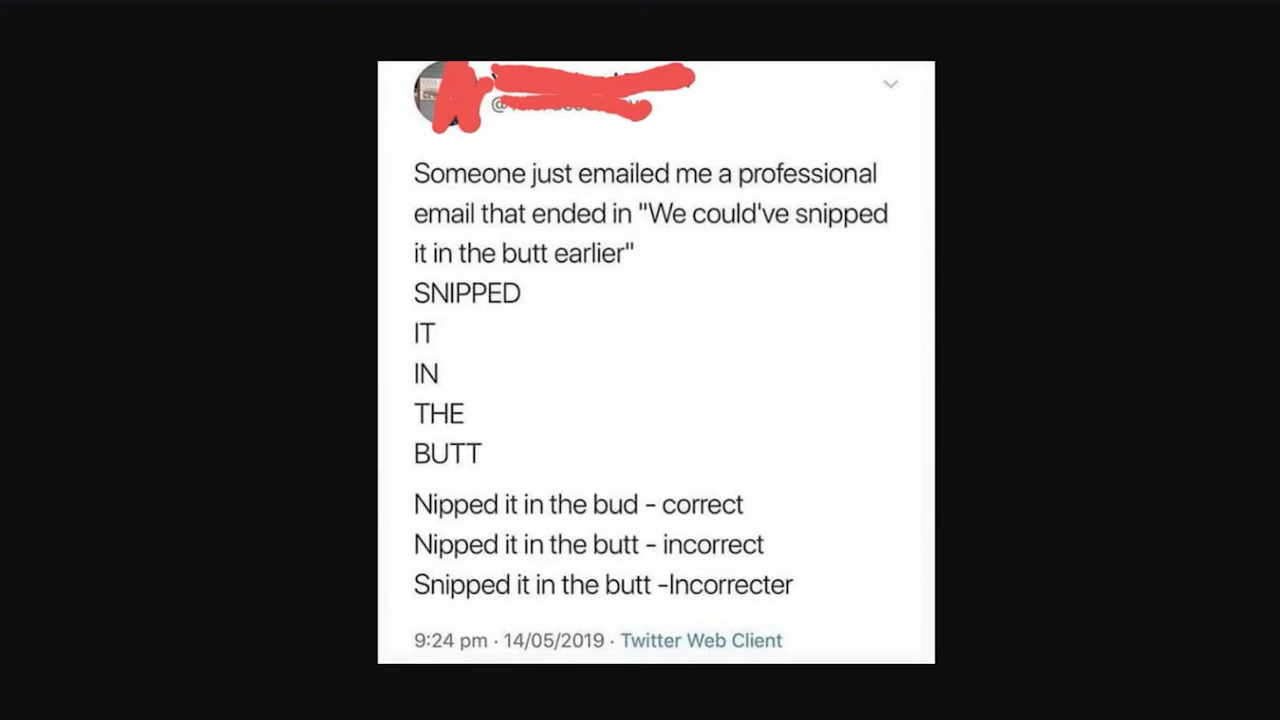 Someone just emailed me a professional
email that ended in "We could've snipped
it in the butt earlier"
SNIPPED
IT
IN
THE
BUTT
Nipped it in the bud - correct
Nipped it in the butt - incorrect
Snipped it in the butt -Incorrecter
9:24 pm · 14/05/2019 · Twitter Web Client